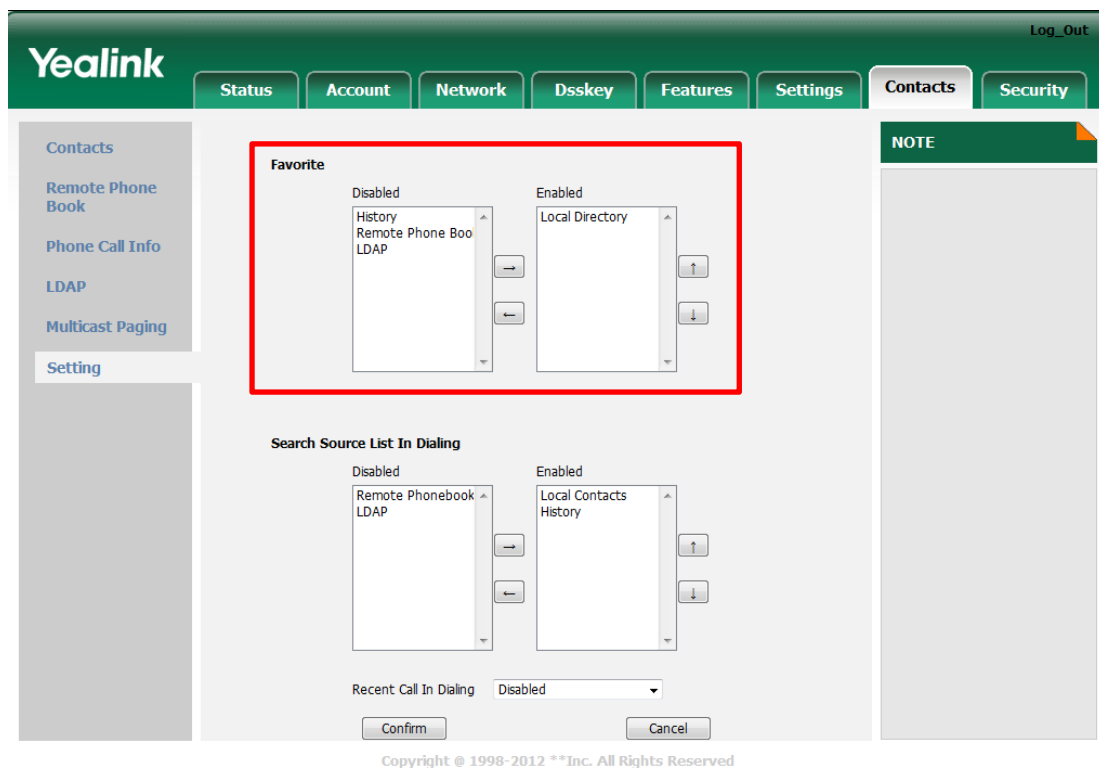 Log_Out
Yealink
Status Account Network Dsskey Features Settings Contacts Security
Contacts
Remote Phone
Book
Phone Call Info
LDAP
Multicast Paging
Setting
Favorite
Disabled Enabled
History
Remote Phone Boo
LDAP
Local Directory
→ ↑
← ↓
Search Source List In Dialing
Disabled Enabled
Remote Phonebook
LDAP
Local Contacts
History
→ ↑
← ↓
Recent Call In Dialing Disabled
Confirm Cancel
NOTE
Copyright @ 1998-2012 **Inc. All Rights Reserved